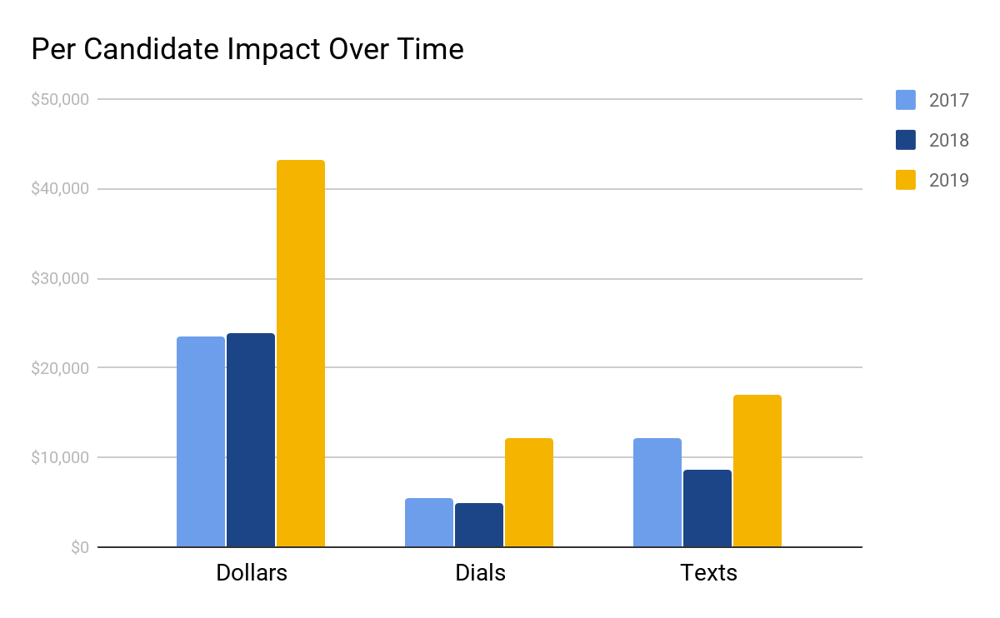 Per Candidate Impact Over Time
$50,000
$40,000
$30,000
$20,000
$10,000
$0
Dollars
Dials
Texts
2017
2018
2019